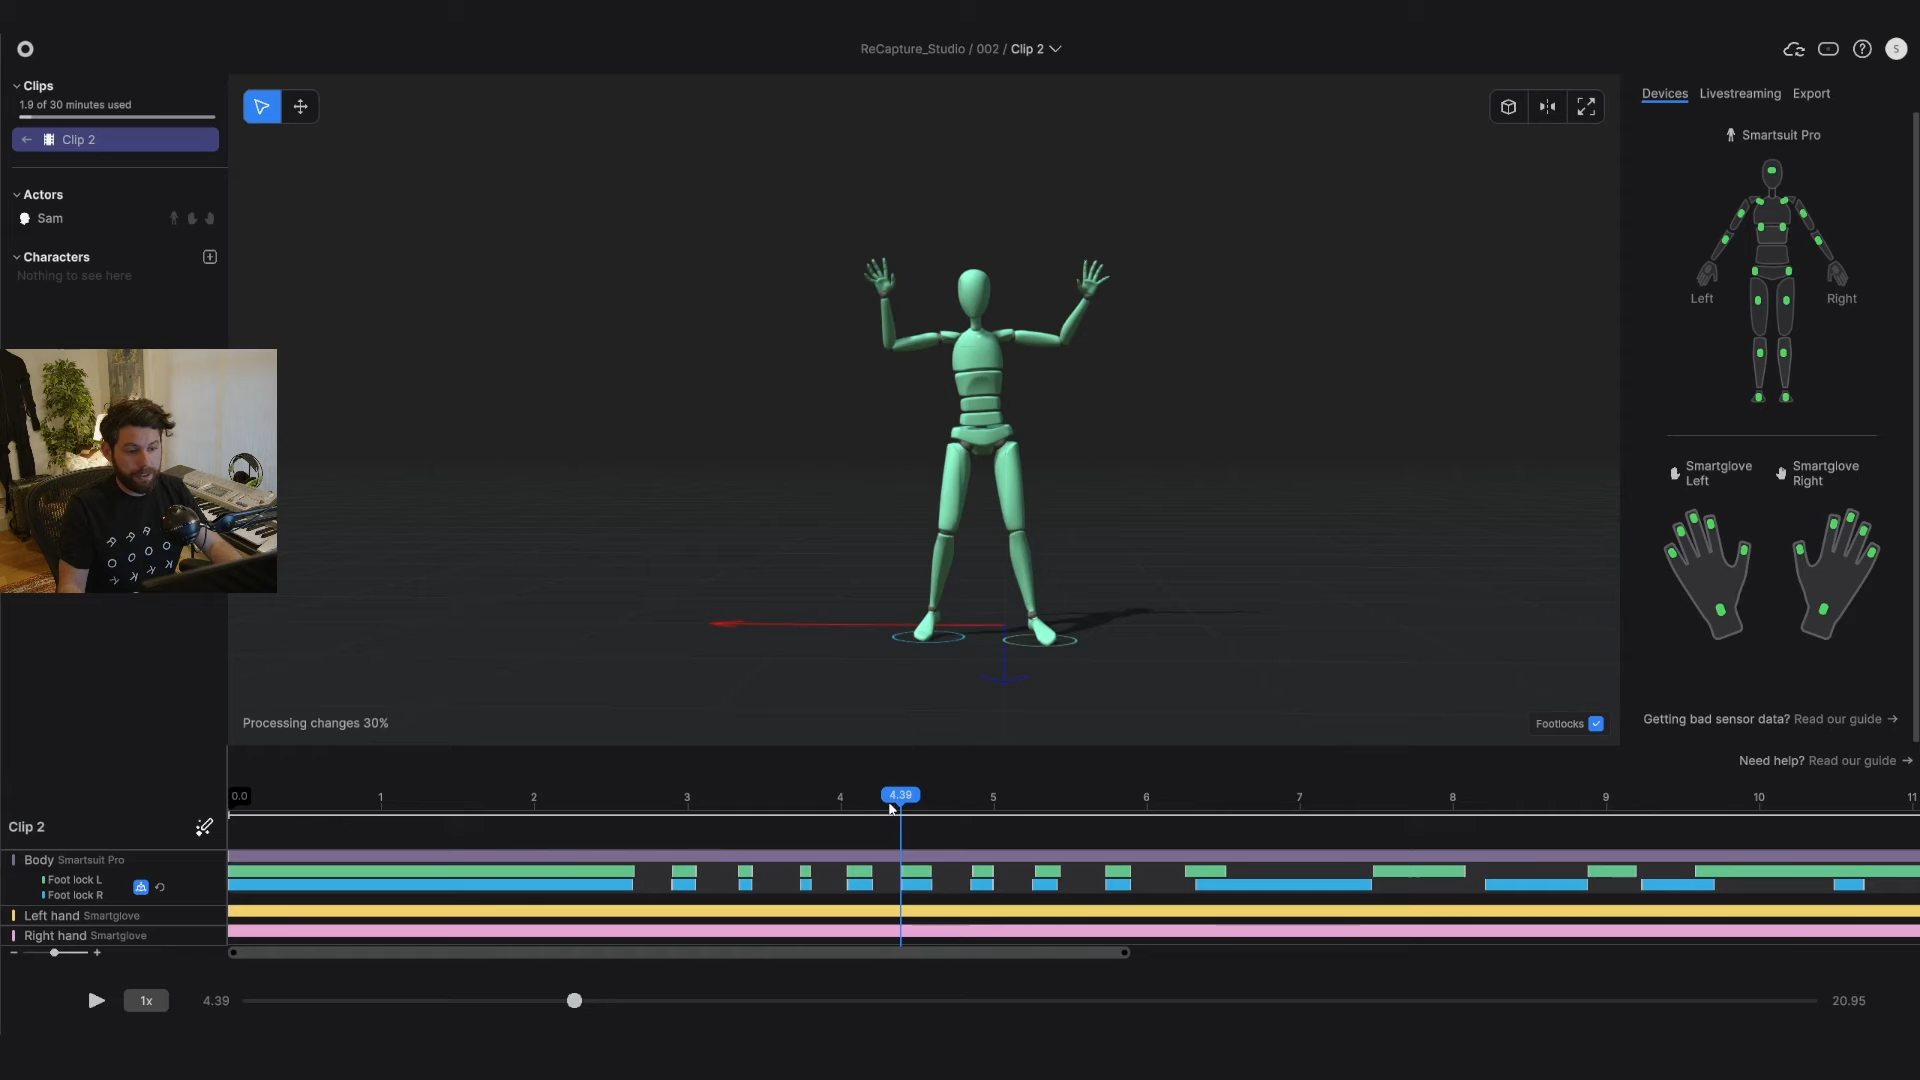 ReCapture_Studio / 002 / Clip 2
S
Clips
1.9 of 30 minutes used
Clip 2
Actors
Sam
Characters
Nothing to see here
Devices Livestreaming Export
Smartsuit Pro
Left
Right
Smartglove
Left
Smartglove
Right
Getting bad sensor data? Read our guide →
Need help? Read our guide →
R R R
O O O
K K K
Processing changes 30%
Footlocks
0.0 1 2 3 4 4.39 5 6 7 8 9 10 11
Clip 2
Body Smartsuit Pro
Foot lock L
Foot lock R
Left hand Smartglove
Right hand Smartglove
1x
4.39
20.95